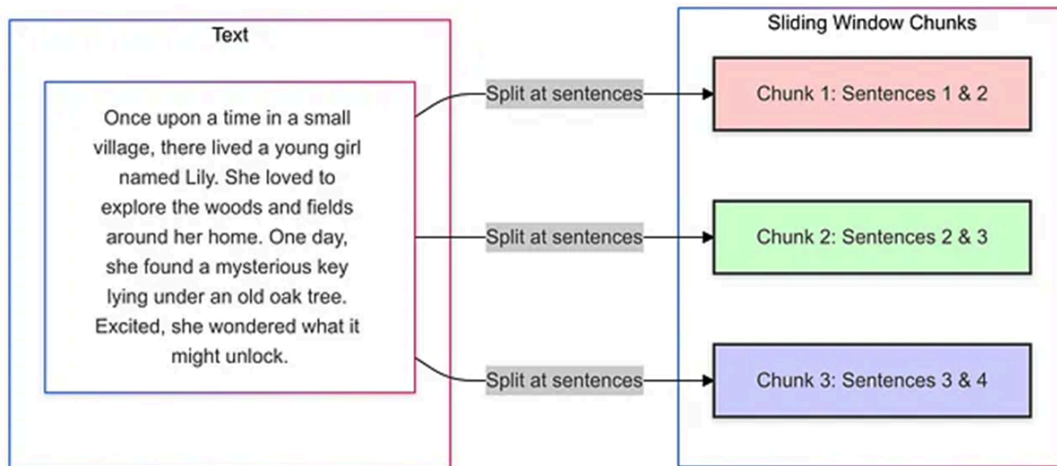 Text
Once upon a time in a small
village, there lived a young girl
named Lily. She loved to
explore the woods and fields
around her home. One day,
she found a mysterious key
lying under an old oak tree.
Excited, she wondered what it
might unlock.
Split at sentences
Split at sentences
Split at sentences
Sliding Window Chunks
Chunk 1: Sentences 1 & 2
Chunk 2: Sentences 2 & 3
Chunk 3: Sentences 3 & 4